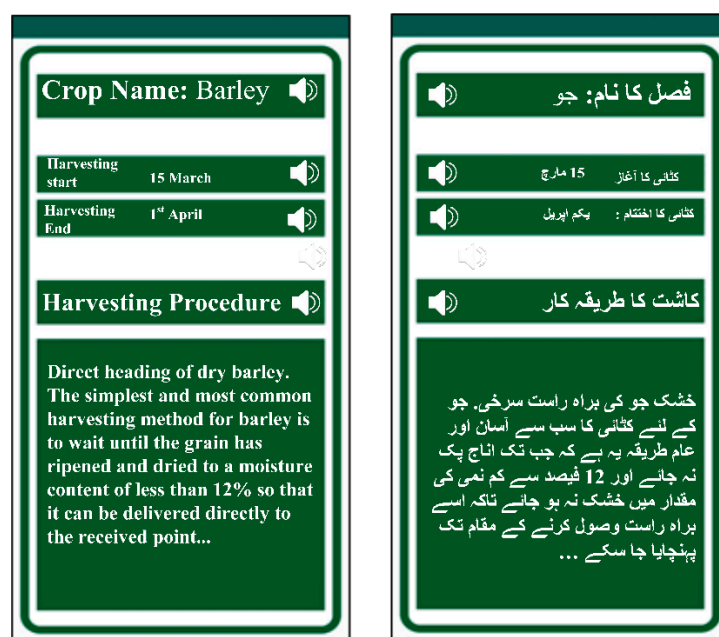 Crop Name: Barley
Harvesting
start
15 March
Harvesting
End
1st April
Harvesting Procedure
Direct heading of dry barley.
The simplest and most common
harvesting method for barley is
to wait until the grain has
ripened and dried to a moisture
content of less than 12% so that
it can be delivered directly to
the received point...
فصل کا نام: جو
کٹائی کا آغاز
15 مارچ
کٹائی کا اختتام :
یکم اپریل
کاشت کا طریقہ کار
خشک جو کی براہ راست سرخی. جو
کے لئے کٹائی کا سب سے آسان اور
عام طریقہ یہ ہے کہ جب تک اناج پک
نہ جائے اور 12 فیصد سے کم نمی کی
مقدار میں خشک نہ ہو جائے تاکہ اسے
براہ راست وصول کرنے کے مقام تک
پہنچایا جا سکے ...